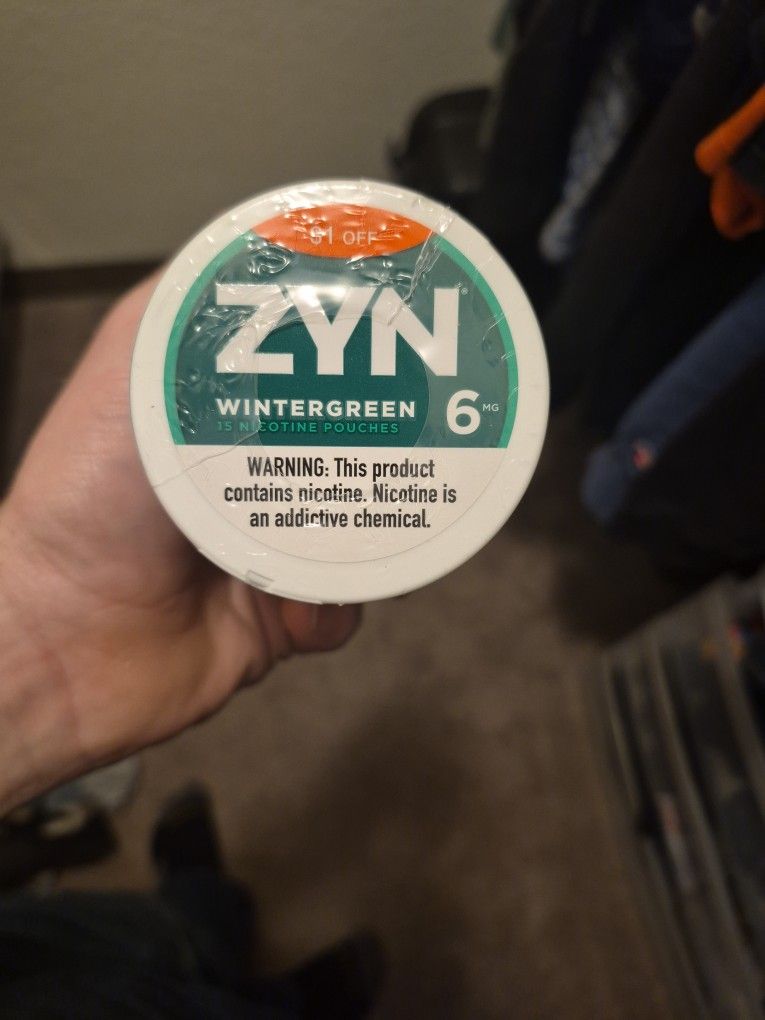 $1 OFF
ZYN®
WINTERGREEN
15 NICOTINE POUCHES
6 MG
WARNING: This product
contains nicotine. Nicotine is
an addictive chemical.